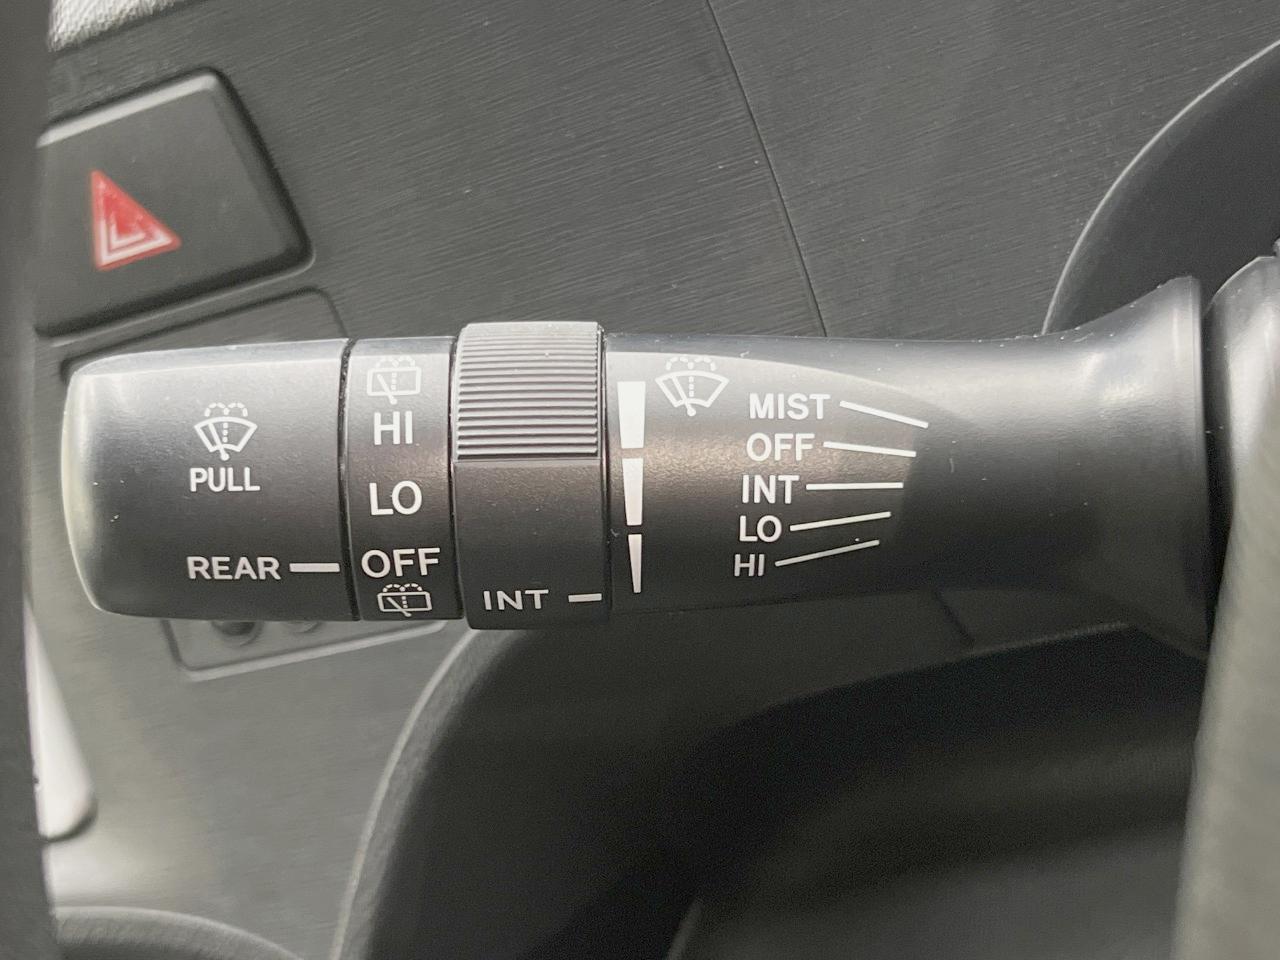 PULL
REAR
HI
LO
OFF
INT
MIST
OFF
INT
LO
HI